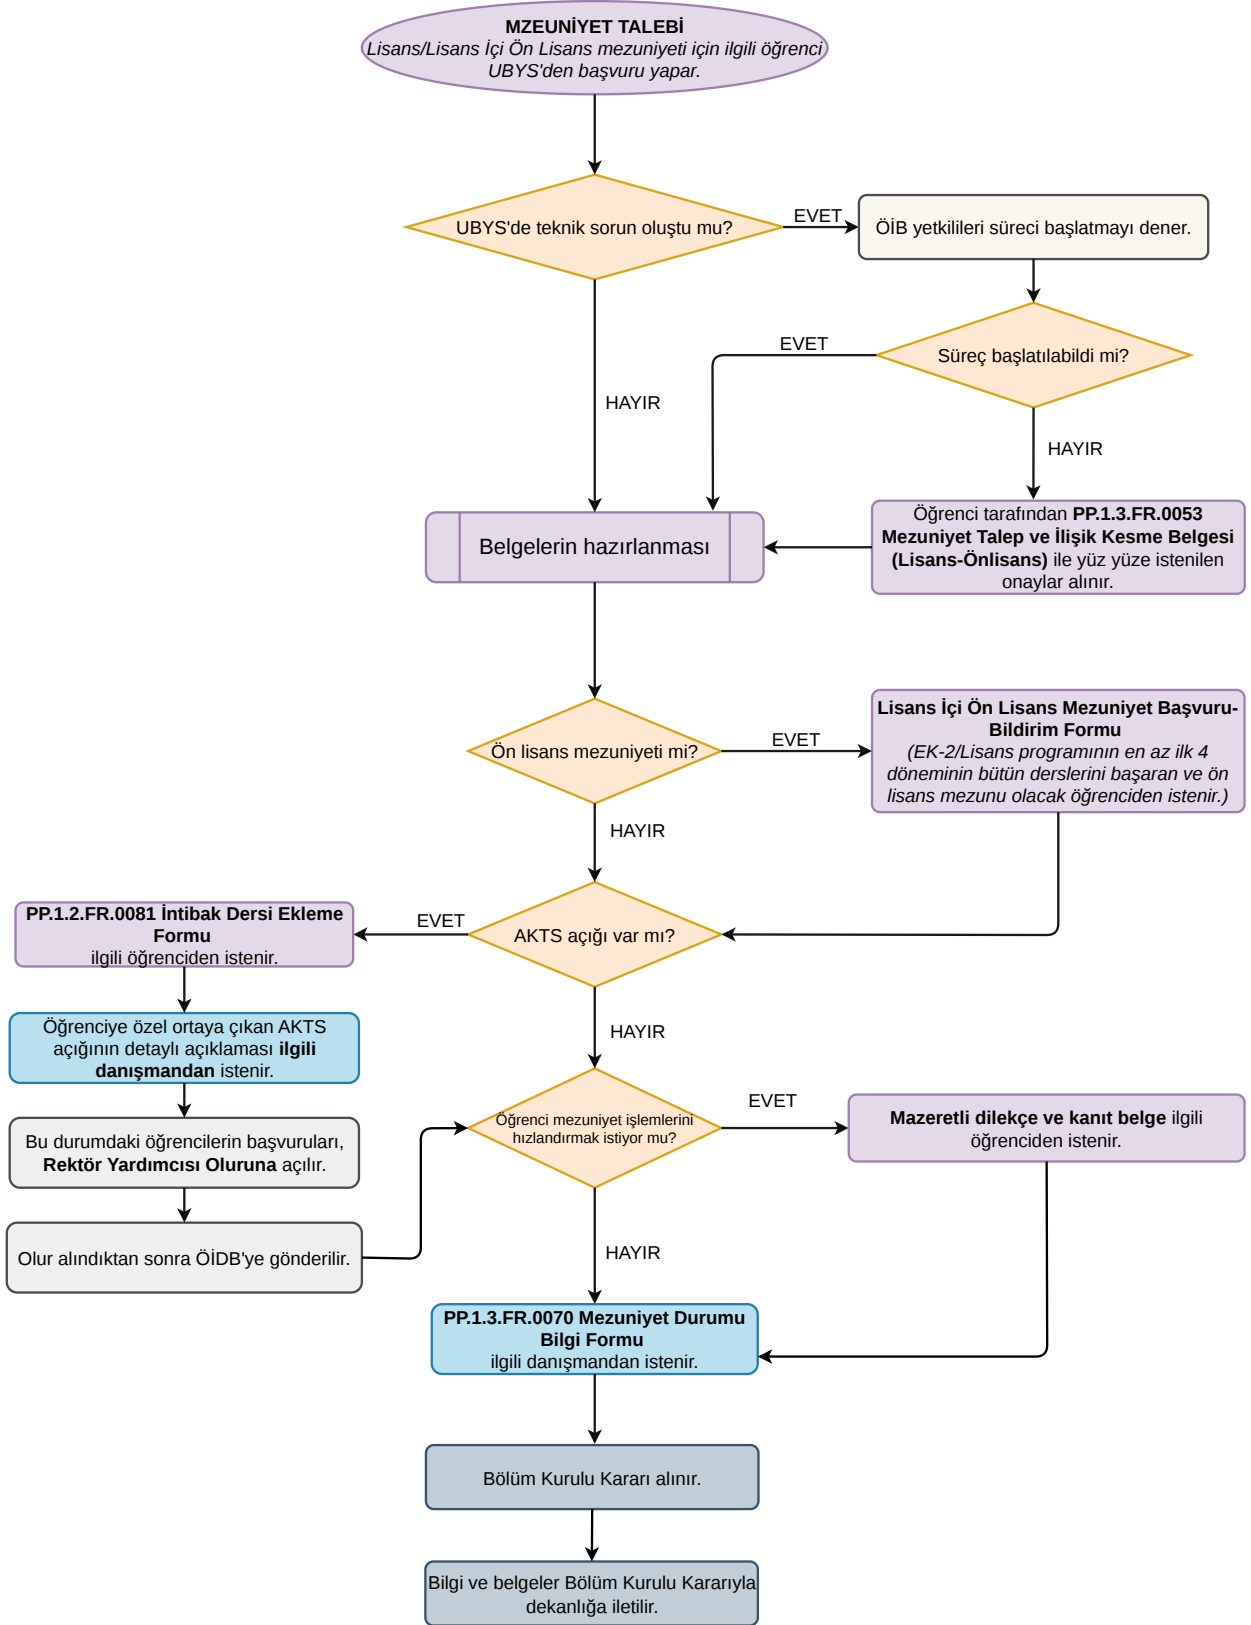 MZEUNİYET TALEBİ
Lisans/Lisans İçi Ön Lisans mezuniyeti için ilgili öğrenci
UBYS'den başvuru yapar.
UBYS'de teknik sorun oluştu mu?
EVET
ÖİB yetkilileri süreci başlatmayı dener.
EVET
Süreç başlatılabildi mi?
HAYIR
HAYIR
Öğrenci tarafından PP.1.3.FR.0053
Mezuniyet Talep ve İlişik Kesme Belgesi
(Lisans-Önlisans) ile yüz yüze istenilen
onaylar alınır.
Belgelerin hazırlanması
Ön lisans mezuniyeti mi?
EVET
Lisans İçi Ön Lisans Mezuniyet Başvuru-
Bildirim Formu
(EK-2/Lisans programının en az ilk 4
döneminin bütün derslerini başaran ve ön
lisans mezunu olacak öğrenciden istenir.)
HAYIR
AKTS açığı var mı?
EVET
PP.1.2.FR.0081 İntibak Dersi Ekleme
Formu
ilgili öğrenciden istenir.
Öğrenciye özel ortaya çıkan AKTS
açığının detaylı açıklaması ilgili
danışmandan istenir.
Bu durumdaki öğrencilerin başvuruları,
Rektör Yardımcısı Oluruna açılır.
Olur alındıktan sonra ÖİDB'ye gönderilir.
HAYIR
Öğrenci mezuniyet işlemlerini
hızlandırmak istiyor mu?
EVET
Mazeretli dilekçe ve kanıt belge ilgili
öğrenciden istenir.
HAYIR
PP.1.3.FR.0070 Mezuniyet Durumu
Bilgi Formu
ilgili danışmandan istenir.
Bölüm Kurulu Kararı alınır.
Bilgi ve belgeler Bölüm Kurulu Kararıyla
dekanlığa iletilir.